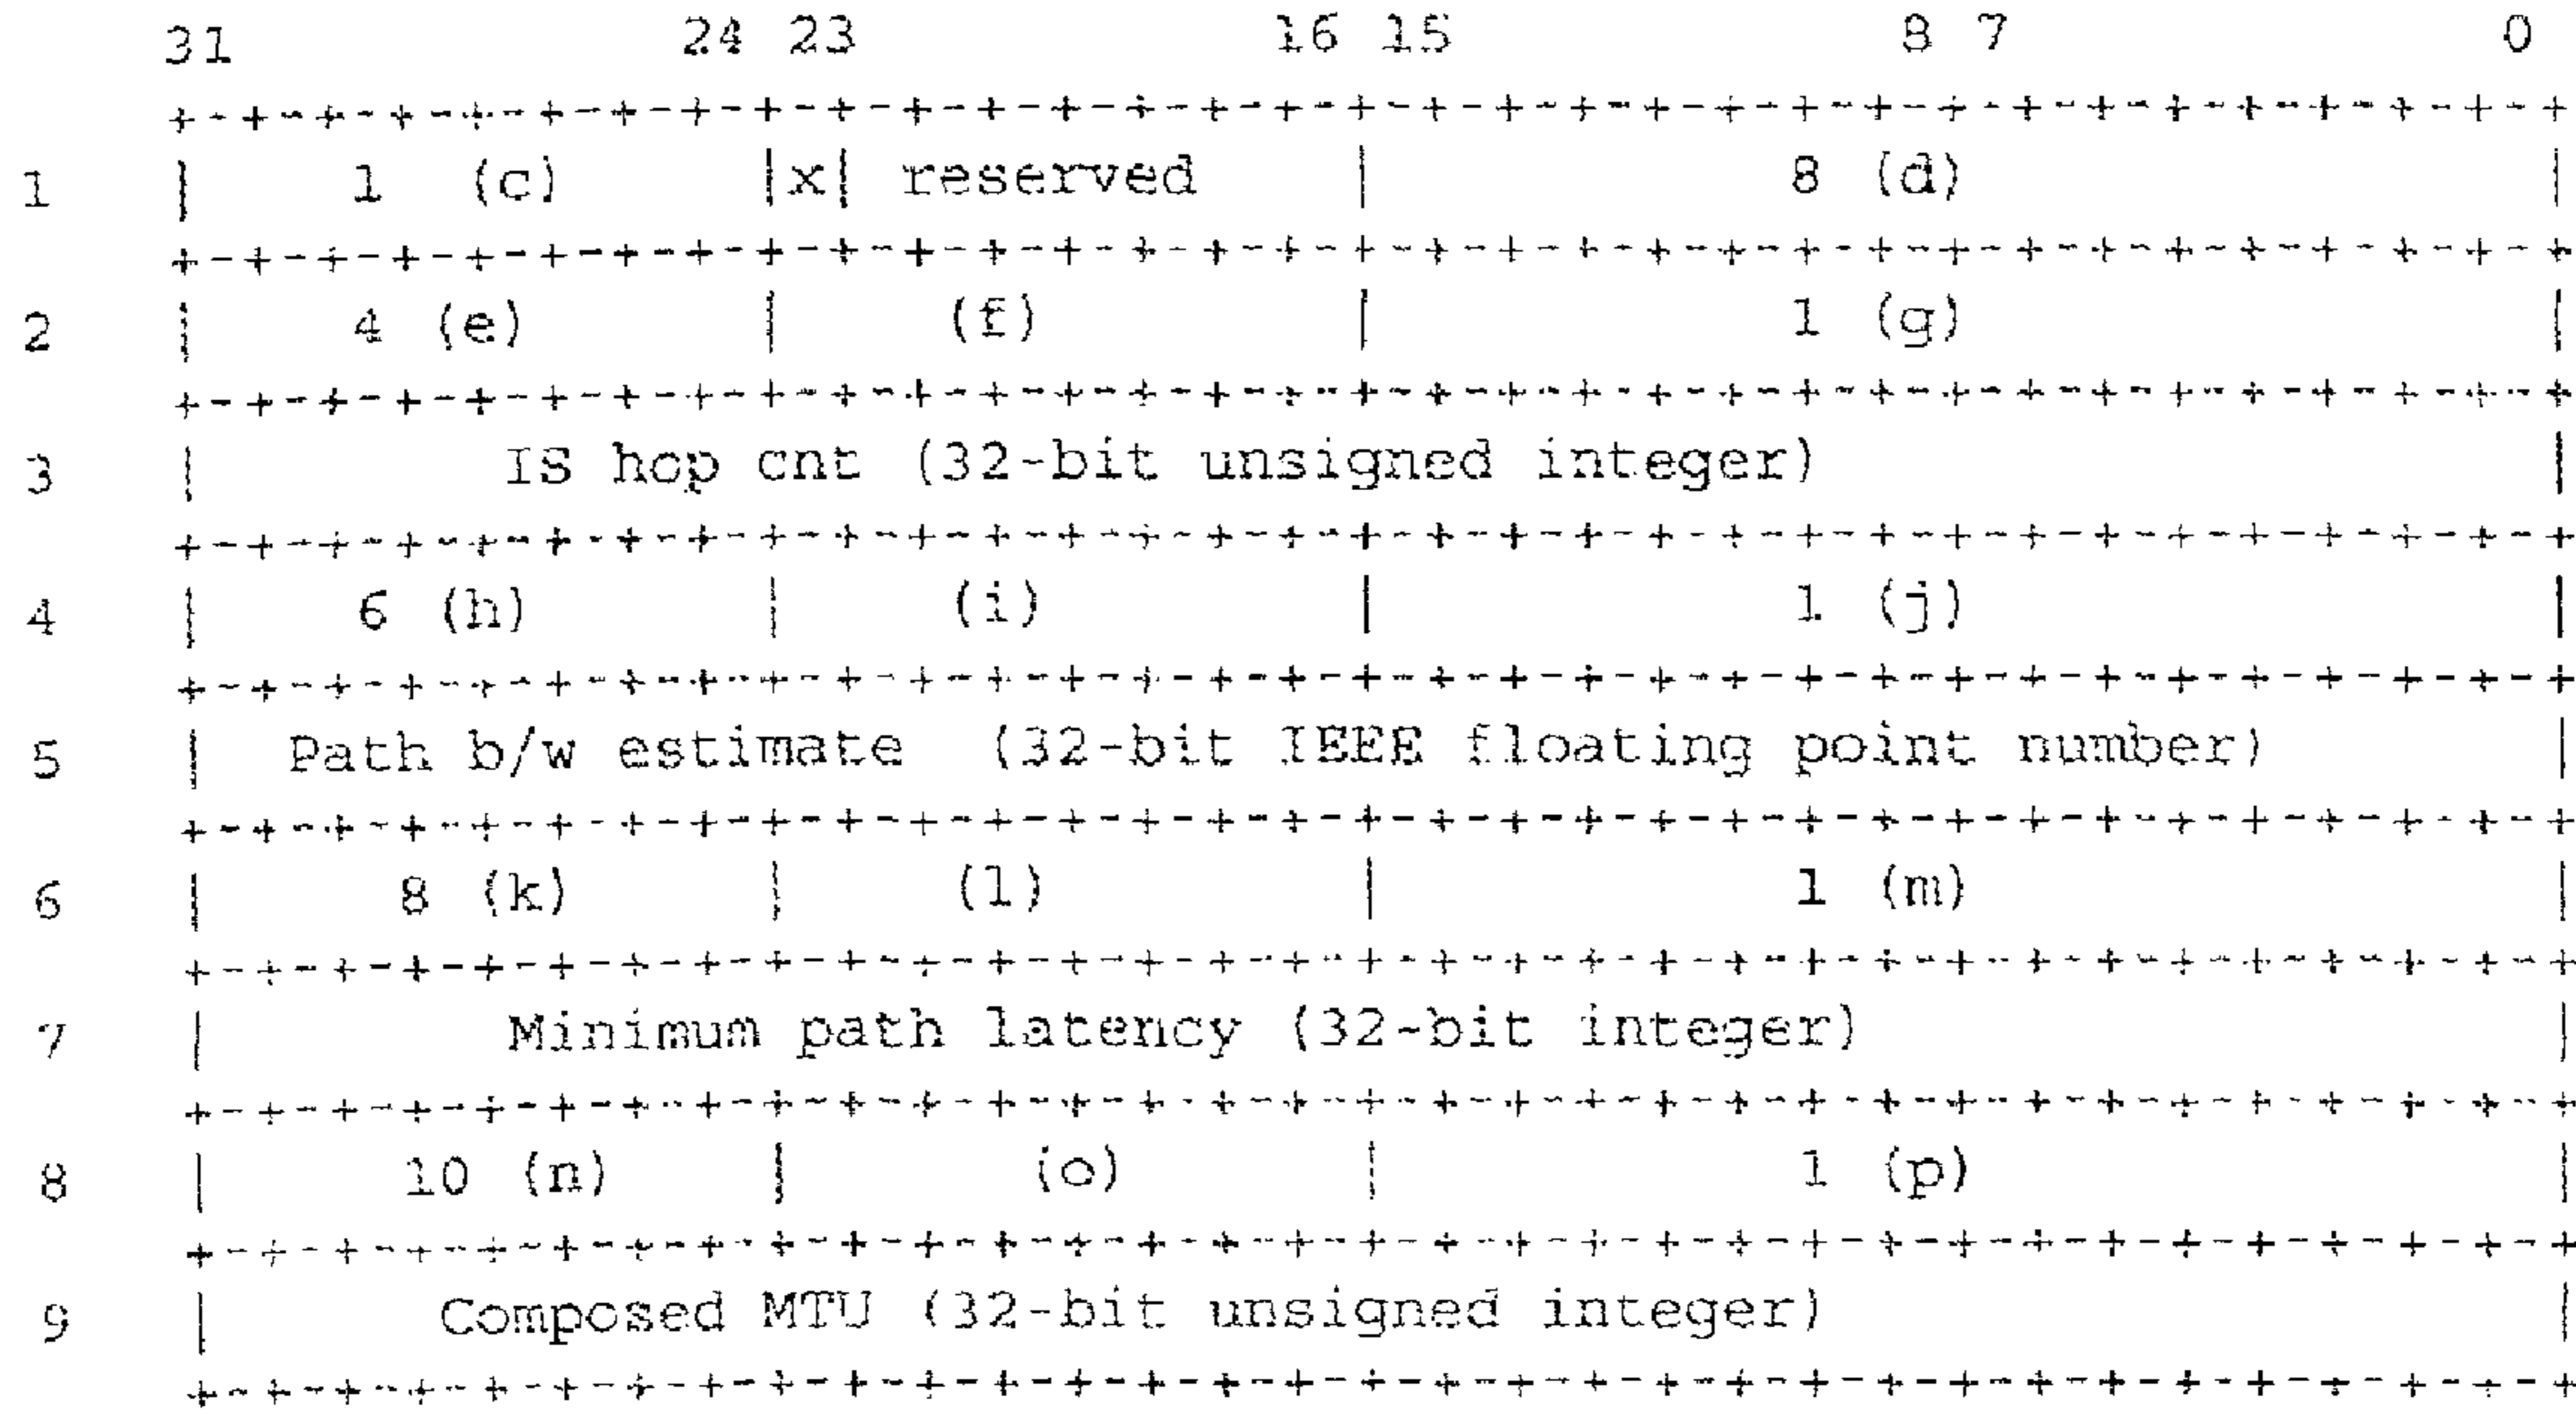 31 24 23 16 15 8 7 0
+-+-+-+-+-+-+-+-+-+-+-+-+-+-+-+-+-+-+-+-+-+-+-+-+-+-+-+-+-+-+-+-+
1 | 1 (c) |x| reserved | 8 (d) |
+-+-+-+-+-+-+-+-+-+-+-+-+-+-+-+-+-+-+-+-+-+-+-+-+-+-+-+-+-+-+-+-+
2 | 4 (e) | (f) | 1 (g) |
+-+-+-+-+-+-+-+-+-+-+-+-+-+-+-+-+-+-+-+-+-+-+-+-+-+-+-+-+-+-+-+-+
3 | IS hop cnt (32-bit unsigned integer) |
+-+-+-+-+-+-+-+-+-+-+-+-+-+-+-+-+-+-+-+-+-+-+-+-+-+-+-+-+-+-+-+-+
4 | 6 (h) | (i) | 1 (j) |
+-+-+-+-+-+-+-+-+-+-+-+-+-+-+-+-+-+-+-+-+-+-+-+-+-+-+-+-+-+-+-+-+
5 | Path b/w estimate (32-bit IEEE floating point number) |
+-+-+-+-+-+-+-+-+-+-+-+-+-+-+-+-+-+-+-+-+-+-+-+-+-+-+-+-+-+-+-+-+
6 | 8 (k) | (l) | 1 (m) |
+-+-+-+-+-+-+-+-+-+-+-+-+-+-+-+-+-+-+-+-+-+-+-+-+-+-+-+-+-+-+-+-+
7 | Minimum path latency (32-bit integer) |
+-+-+-+-+-+-+-+-+-+-+-+-+-+-+-+-+-+-+-+-+-+-+-+-+-+-+-+-+-+-+-+-+
8 | 10 (n) | (o) | 1 (p) |
+-+-+-+-+-+-+-+-+-+-+-+-+-+-+-+-+-+-+-+-+-+-+-+-+-+-+-+-+-+-+-+-+
9 | Composed MTU (32-bit unsigned integer) |
+-+-+-+-+-+-+-+-+-+-+-+-+-+-+-+-+-+-+-+-+-+-+-+-+-+-+-+-+-+-+-+-+